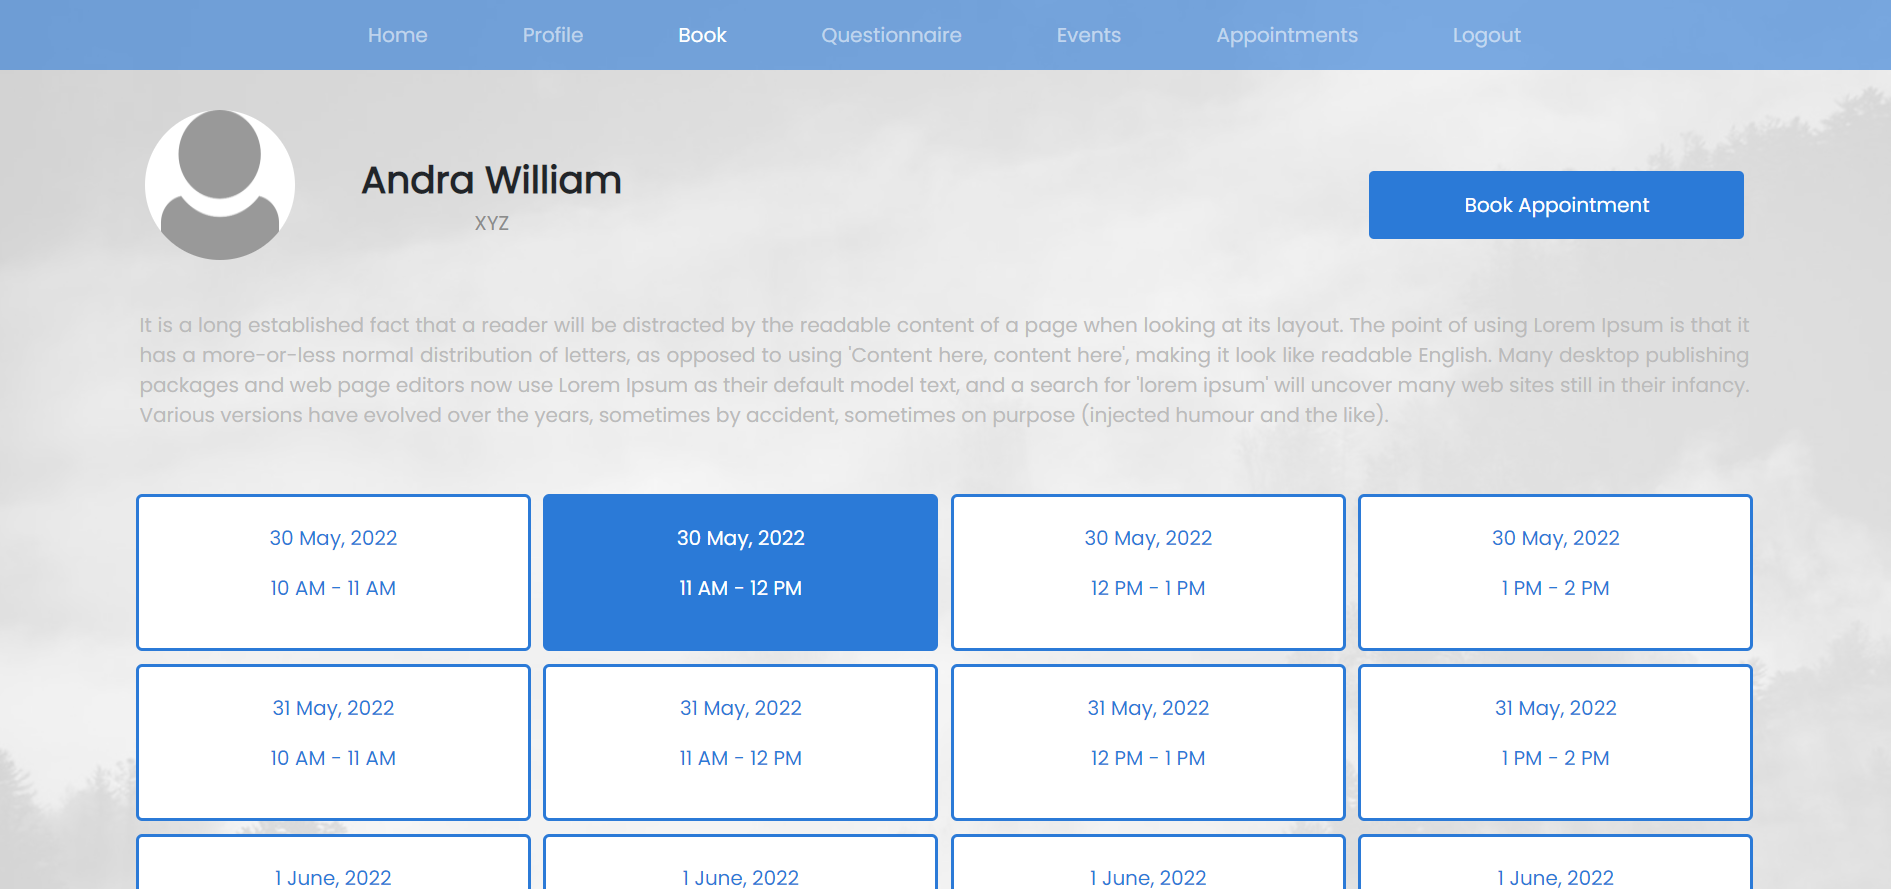 Home Profile Book Questionnaire Events Appointments Logout
Andra William
XYZ
Book Appointment
It is a long established fact that a reader will be distracted by the readable content of a page when looking at its layout. The point of using Lorem Ipsum is that it
has a more-or-less normal distribution of letters, as opposed to using 'Content here, content here', making it look like readable English. Many desktop publishing
packages and web page editors now use Lorem Ipsum as their default model text, and a search for 'lorem ipsum' will uncover many web sites still in their infancy.
Various versions have evolved over the years, sometimes by accident, sometimes on purpose (injected humour and the like).
30 May, 2022 30 May, 2022 30 May, 2022 30 May, 2022
10 AM - 11 AM 11 AM - 12 PM 12 PM - 1 PM 1 PM - 2 PM
31 May, 2022 31 May, 2022 31 May, 2022 31 May, 2022
10 AM - 11 AM 11 AM - 12 PM 12 PM - 1 PM 1 PM - 2 PM
1 June, 2022 1 June, 2022 1 June, 2022 1 June, 2022